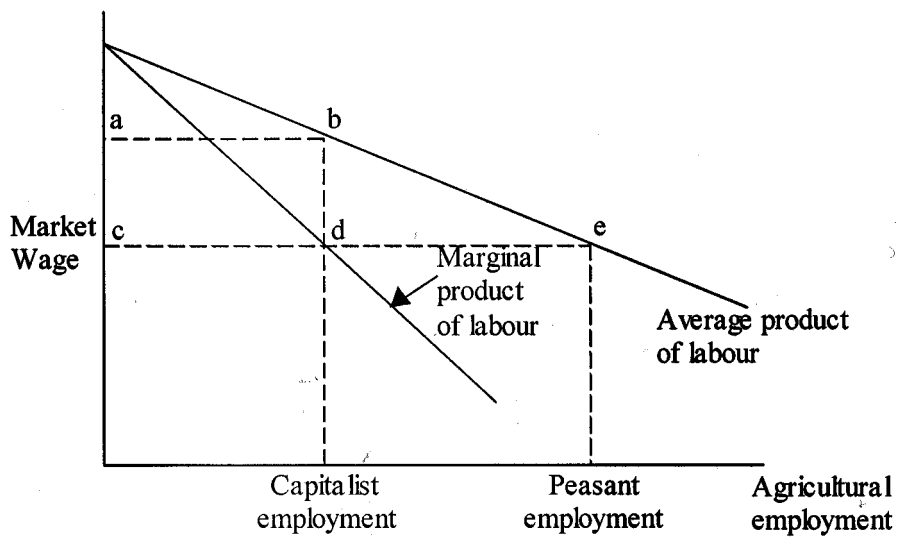 a
b
Market
Wage
c
d
e
Marginal
product
of labour
Average product
of labour
Capitalist
employment
Peasant
employment
Agricultural
employment